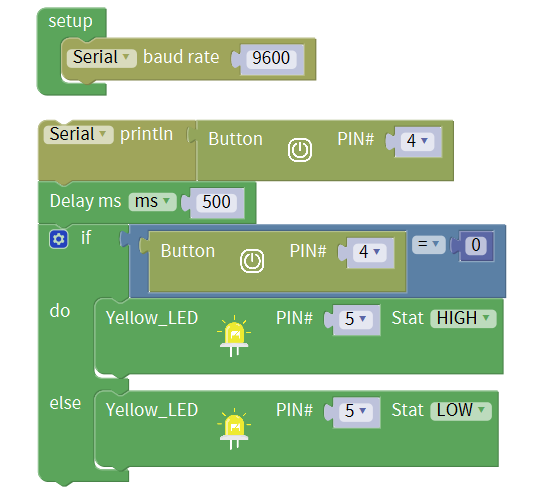 setup
Serial baud rate 9600
Serial println Button PIN# 4
Delay ms ms 500
if Button PIN# 4 = 0
do Yellow_LED PIN# 5 Stat HIGH
else Yellow_LED PIN# 5 Stat LOW